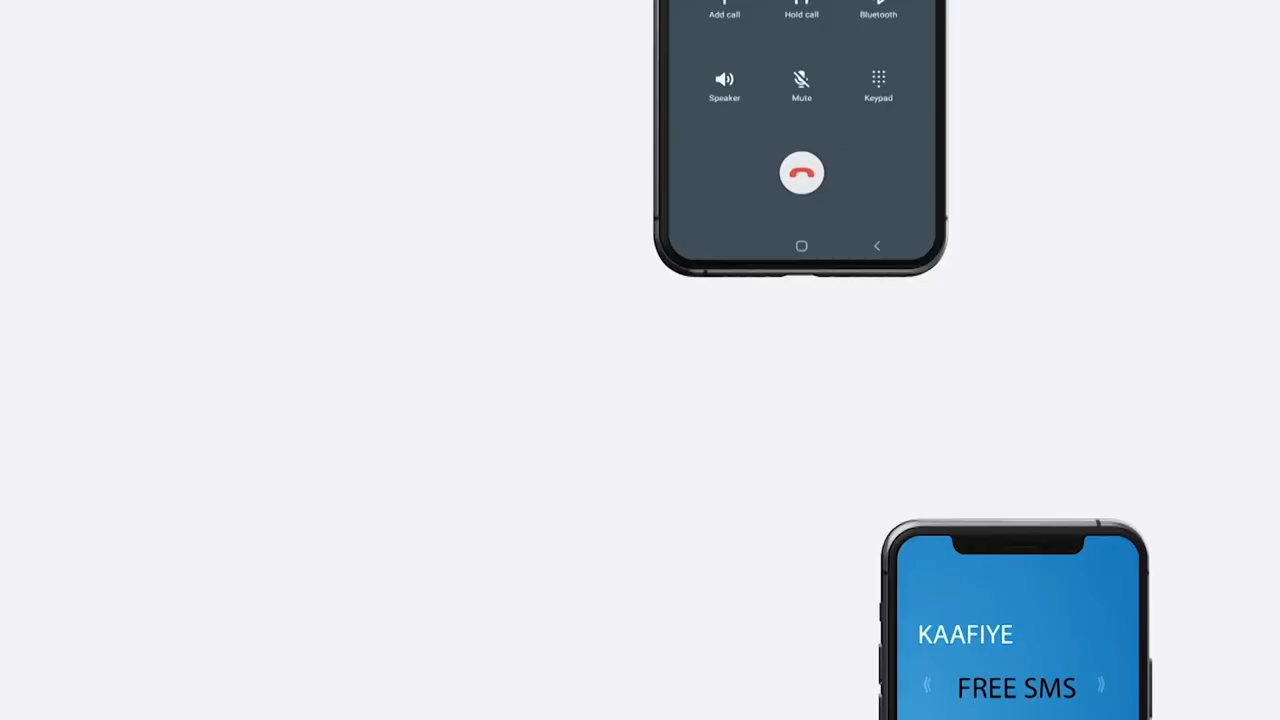 Add call Hold call Bluetooth
Speaker Mute Keypad
KAAFIYE
FREE SMS